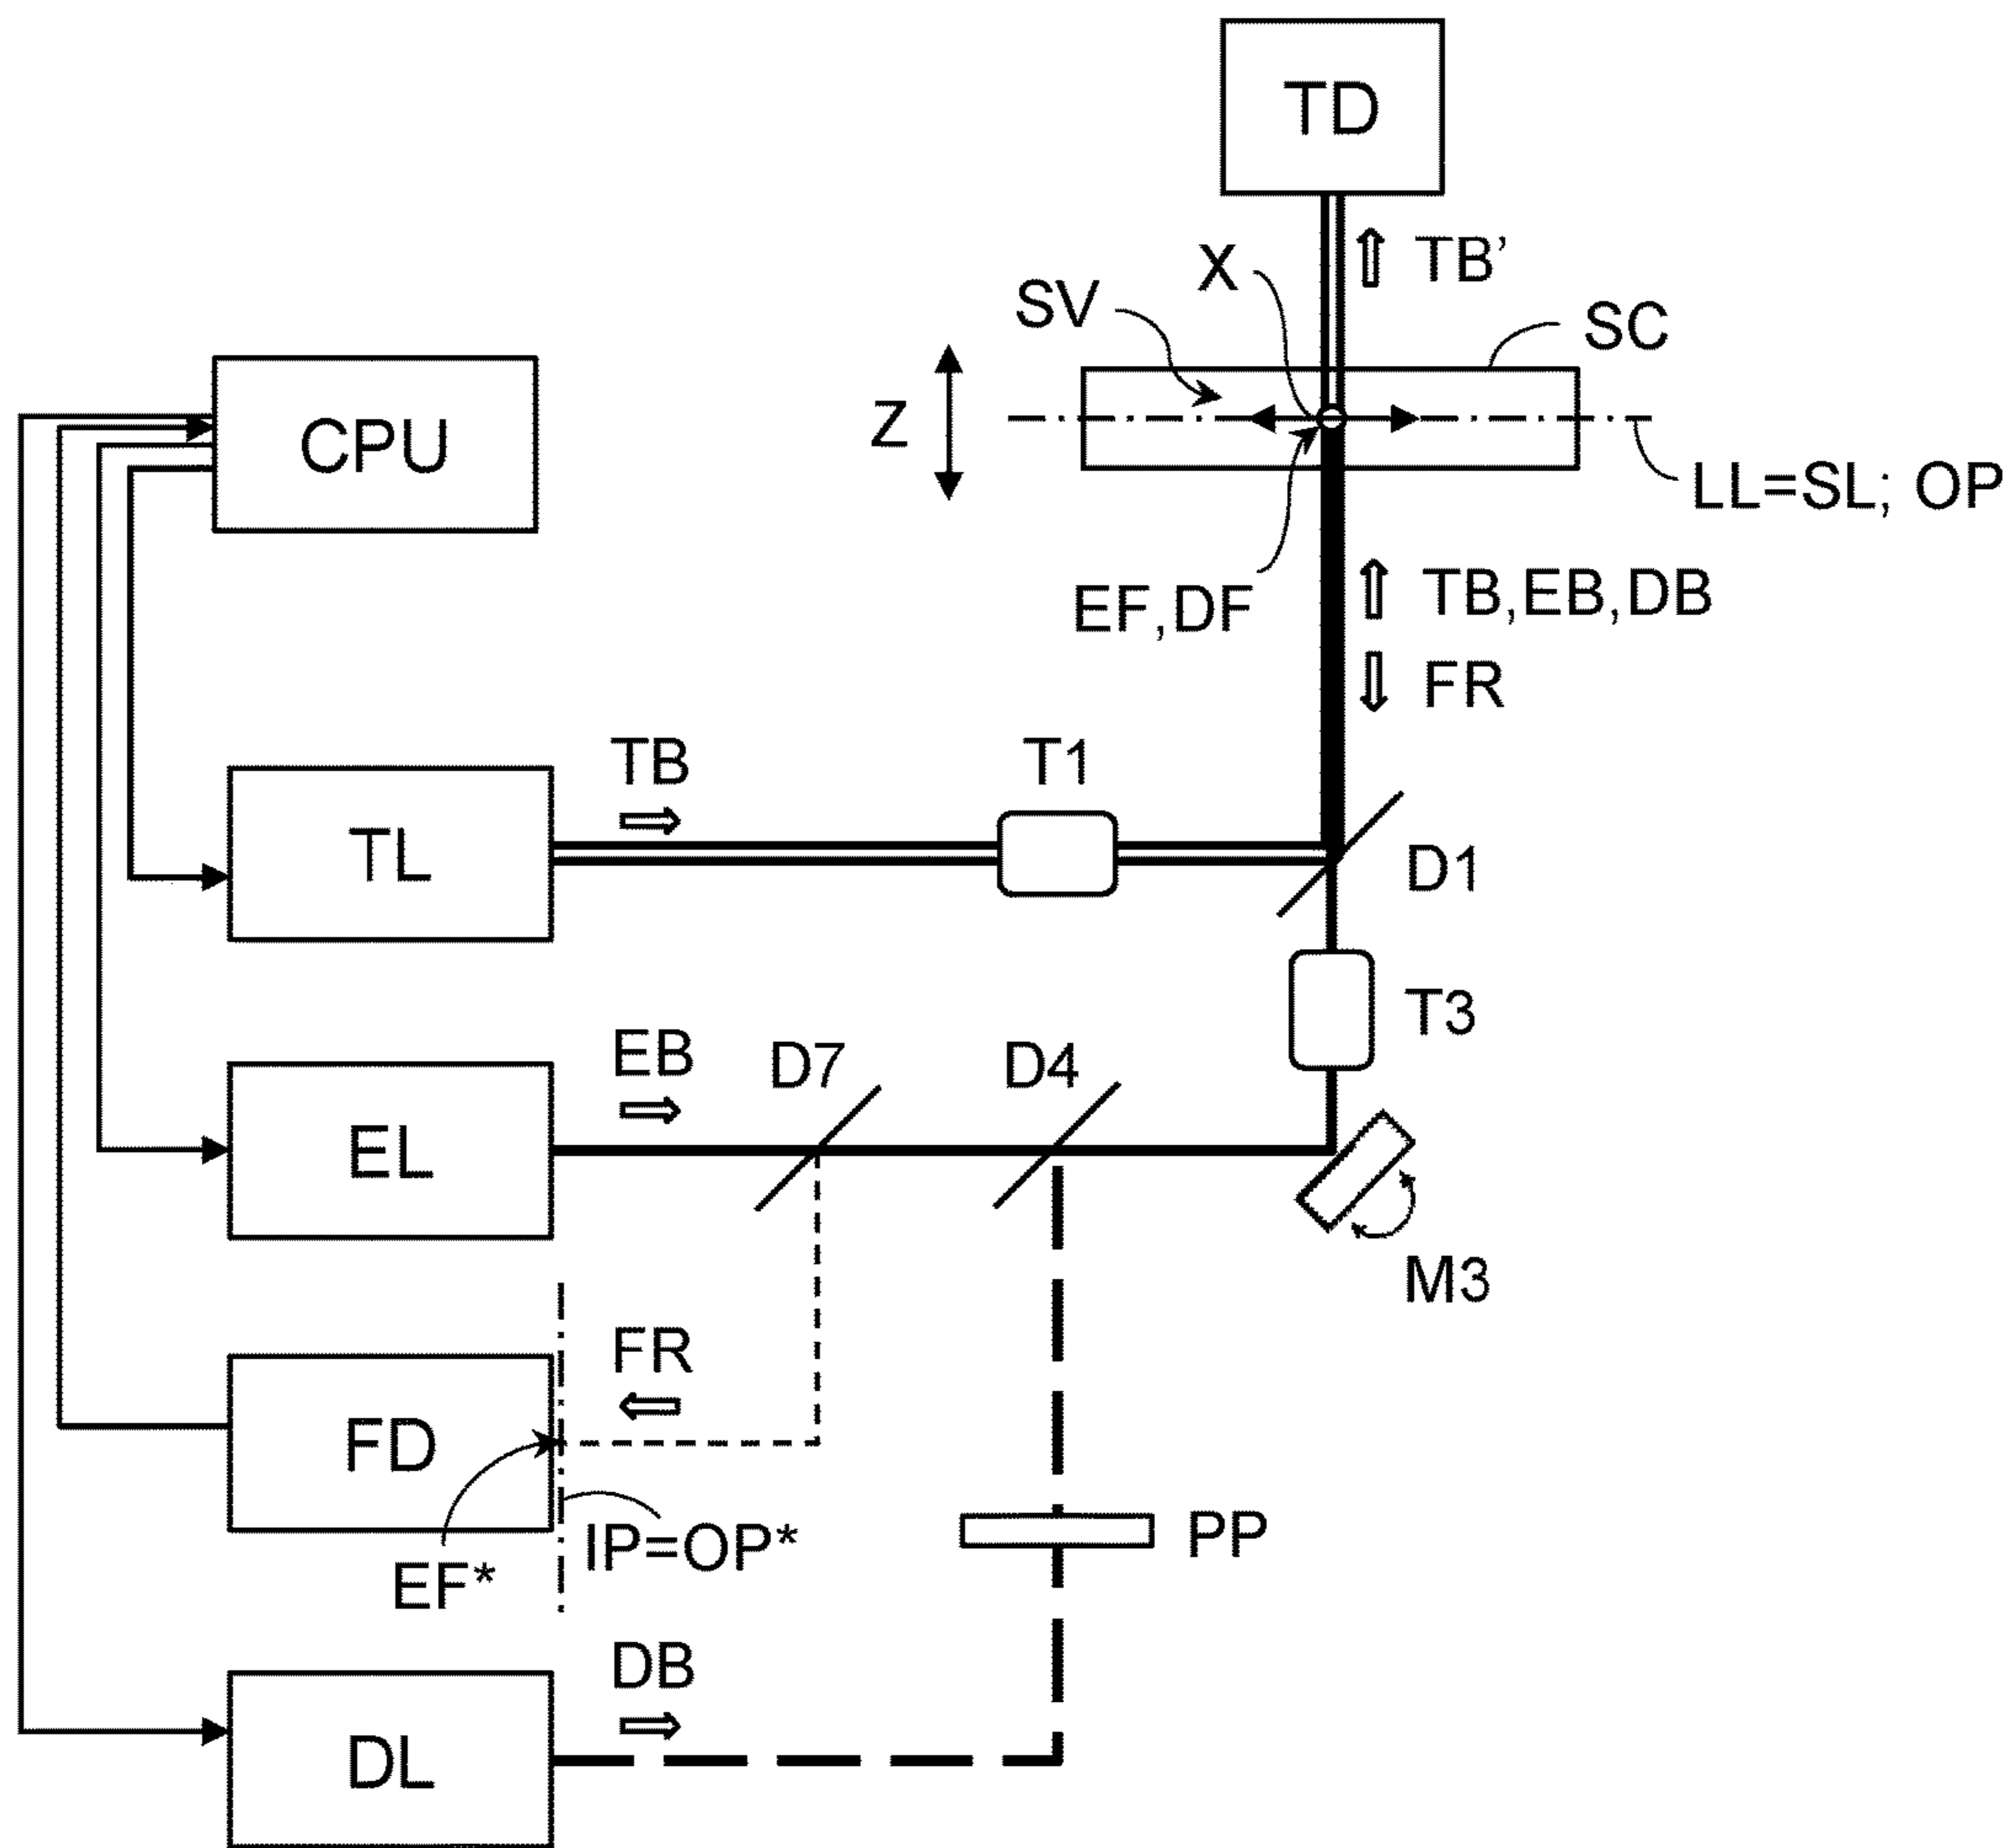 TD
X
TB’
SV
SC
Z
CPU
LL=SL; OP
EF,DF
TB,EB,DB
FR
TB
T1
TL
D1
T3
EB
D7
D4
EL
M3
FR
FD
PP
IP=OP*
EF*
DB
DL